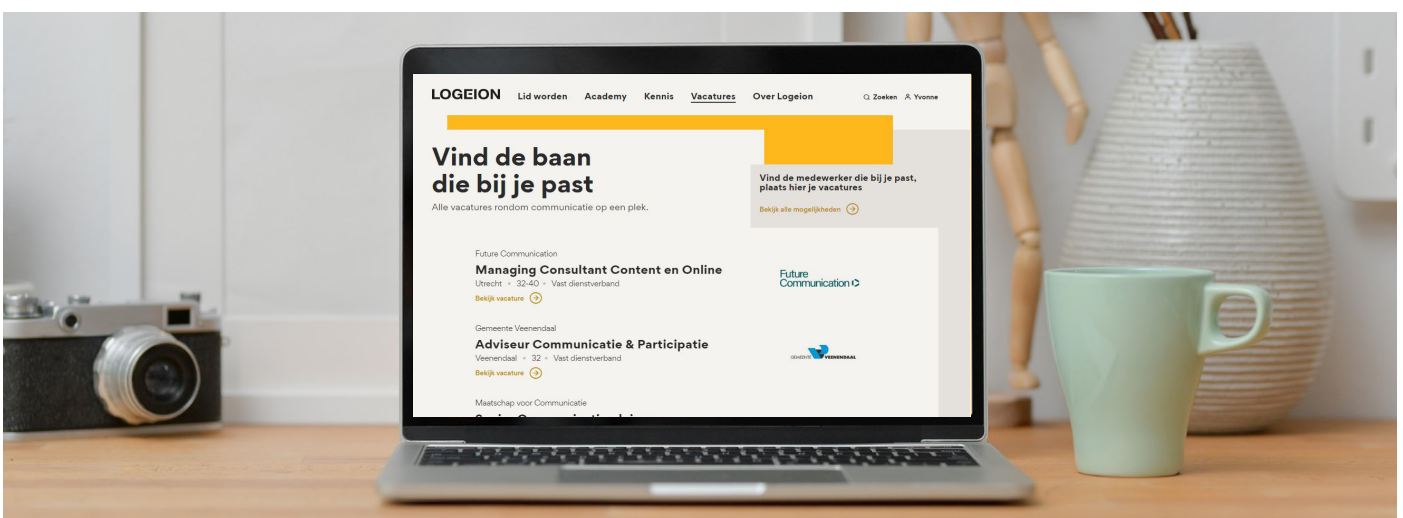 LOGEION
Lid worden Academy Kennis Vacatures Over Logeion Zoeken Yvonne
Vind de baan
die bij je past
Alle vacatures rondom communicatie op een plek.
Vind de medewerker die bij je past,
plaats hier je vacatures
Bekijk alle mogelijkheden
Future Communication
Managing Consultant Content en Online
Utrecht • 32-40 • Vast dienstverband
Bekijk vacature
Future
Communication
Gemeente Veenendaal
Adviseur Communicatie & Participatie
Veenendaal • 32 • Vast dienstverband
Bekijk vacature
GEMEENTE VEENENDAAL
Maatschap voor Communicatie